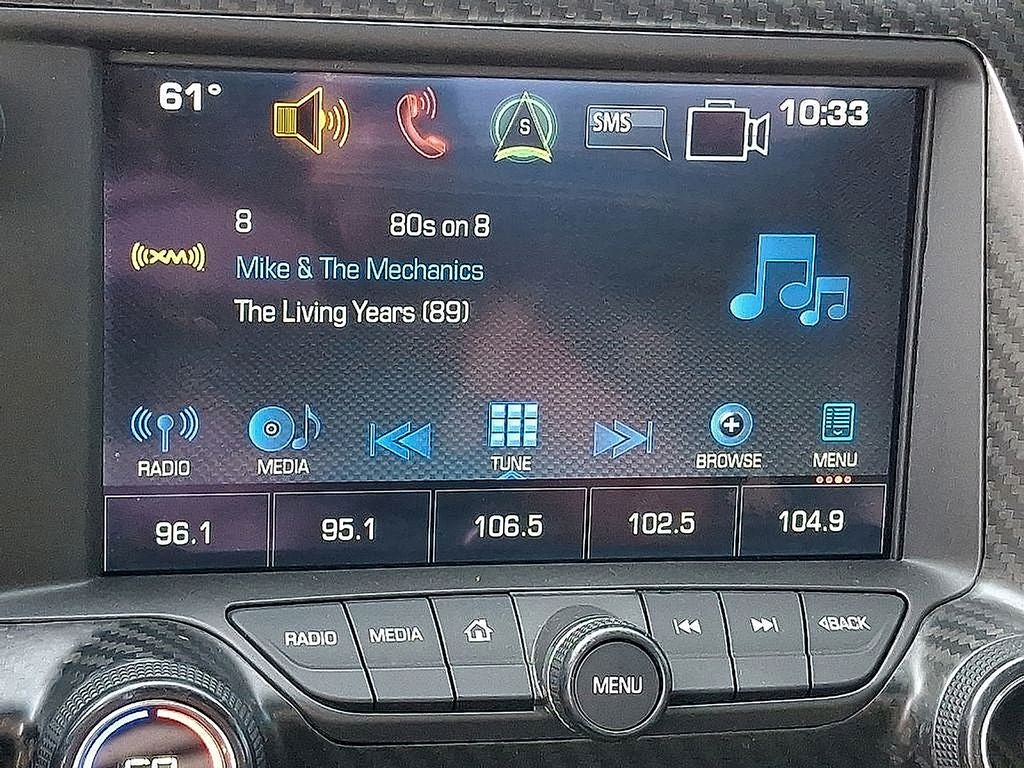 61° S SMS 10:33
8 80s on 8
((XM))
Mike & The Mechanics
The Living Years (89)
RADIO MEDIA TUNE BROWSE MENU
96.1 95.1 106.5 102.5 104.9
RADIO MEDIA ◁BACK
MENU